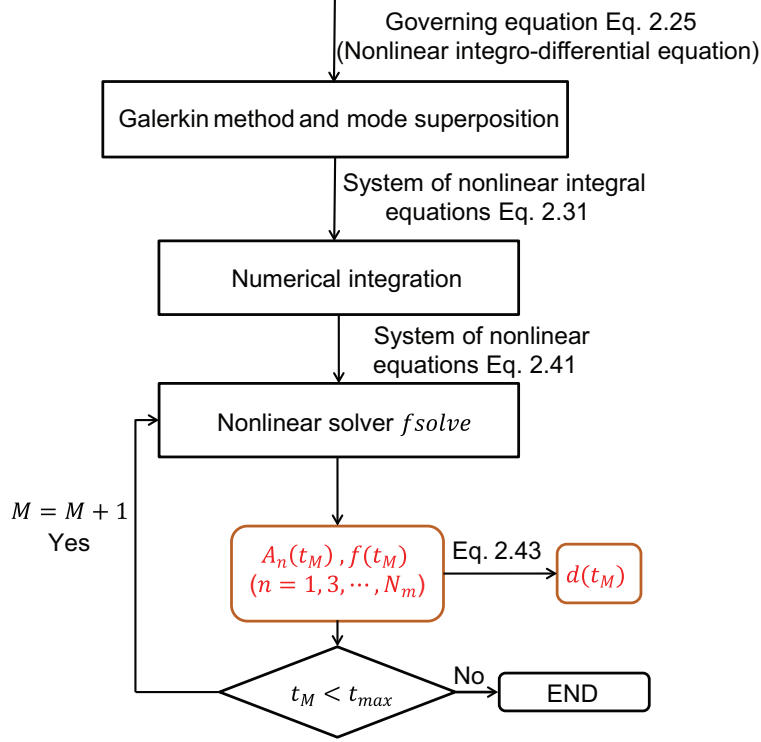 Governing equation Eq. 2.25
(Nonlinear integro-differential equation)
Galerkin method and mode superposition
System of nonlinear integral
equations Eq. 2.31
Numerical integration
System of nonlinear
equations Eq. 2.41
Nonlinear solver fsolve
M = M + 1
Yes
A_n(t_M) , f(t_M)
(n = 1, 3, ⋯ , N_m)
Eq. 2.43
d(t_M)
t_M < t_max
No
END